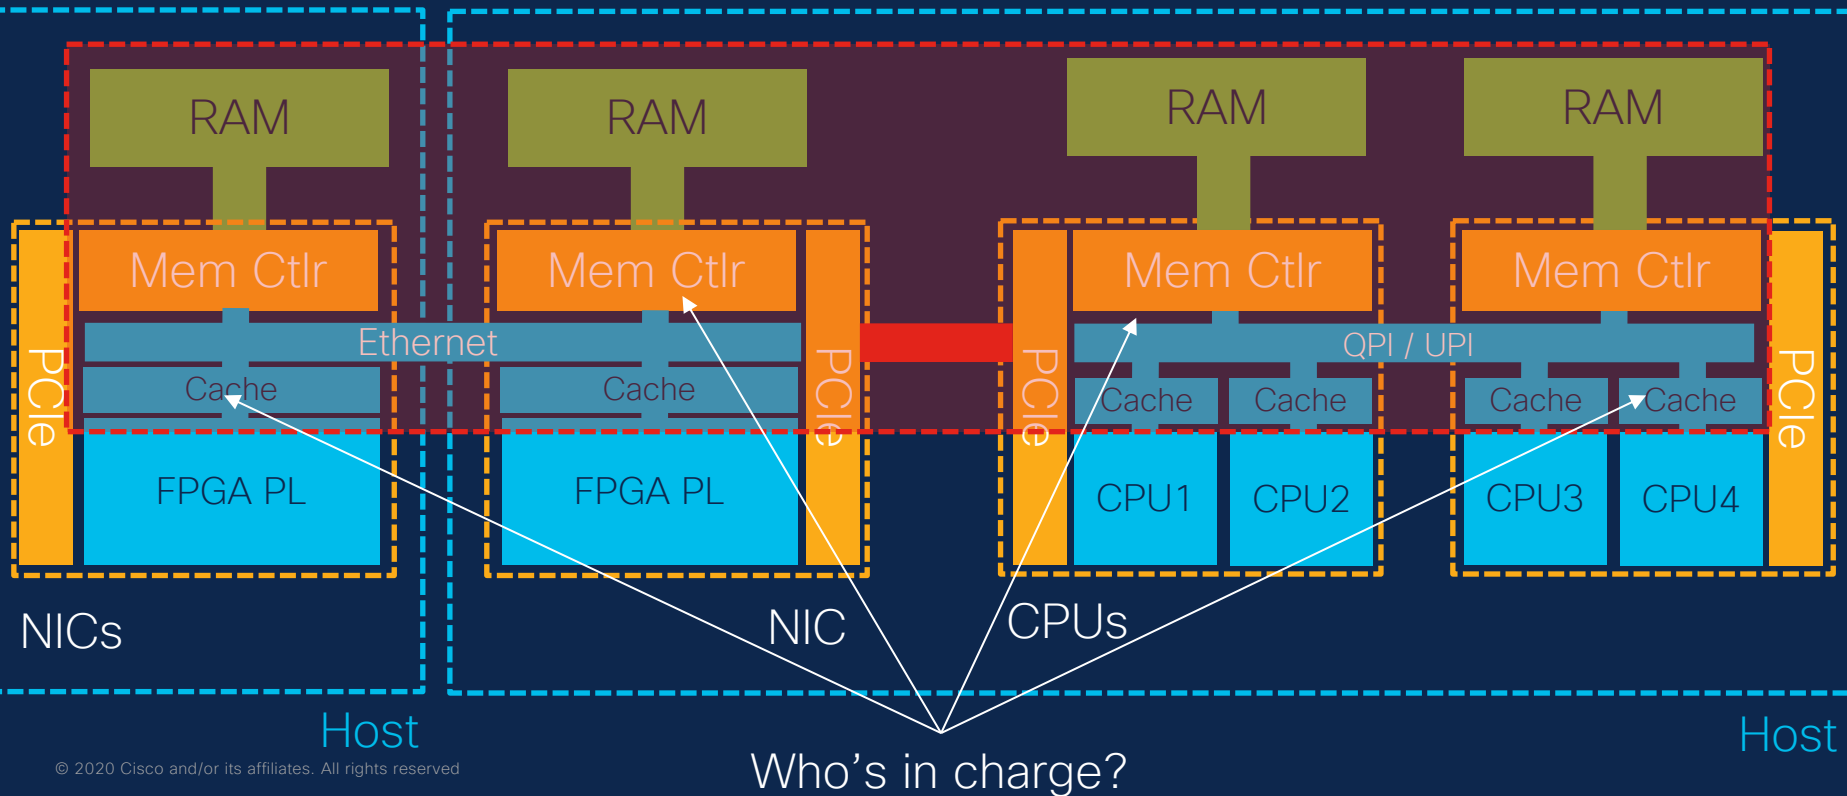 RAM
RAM
RAM
RAM
Mem Ctlr
Mem Ctlr
Mem Ctlr
Mem Ctlr
Ethernet
QPI / UPI
PCIe
Cache
Cache
PCIe
PCIe
Cache
Cache
Cache
Cache
PCIe
FPGA PL
FPGA PL
CPU1
CPU2
CPU3
CPU4
NICs
NIC
CPUs
Host
Host
© 2020 Cisco and/or its affiliates. All rights reserved
Who’s in charge?